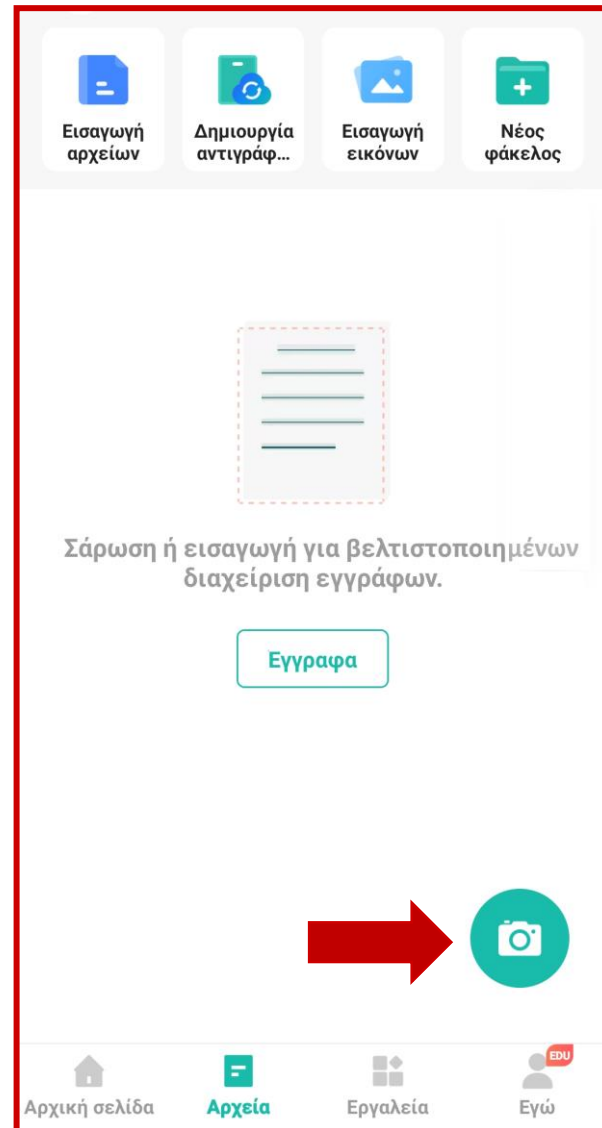 Εισαγωγή αρχείων
Δημιουργία αντιγράφ...
Εισαγωγή εικόνων
Νέος φάκελος
Σάρωση ή εισαγωγή για βελτιστοποιημένων
διαχείριση εγγράφων.
Εγγραφα
EDU
Αρχική σελίδα
Αρχεία
Εργαλεία
Εγώ